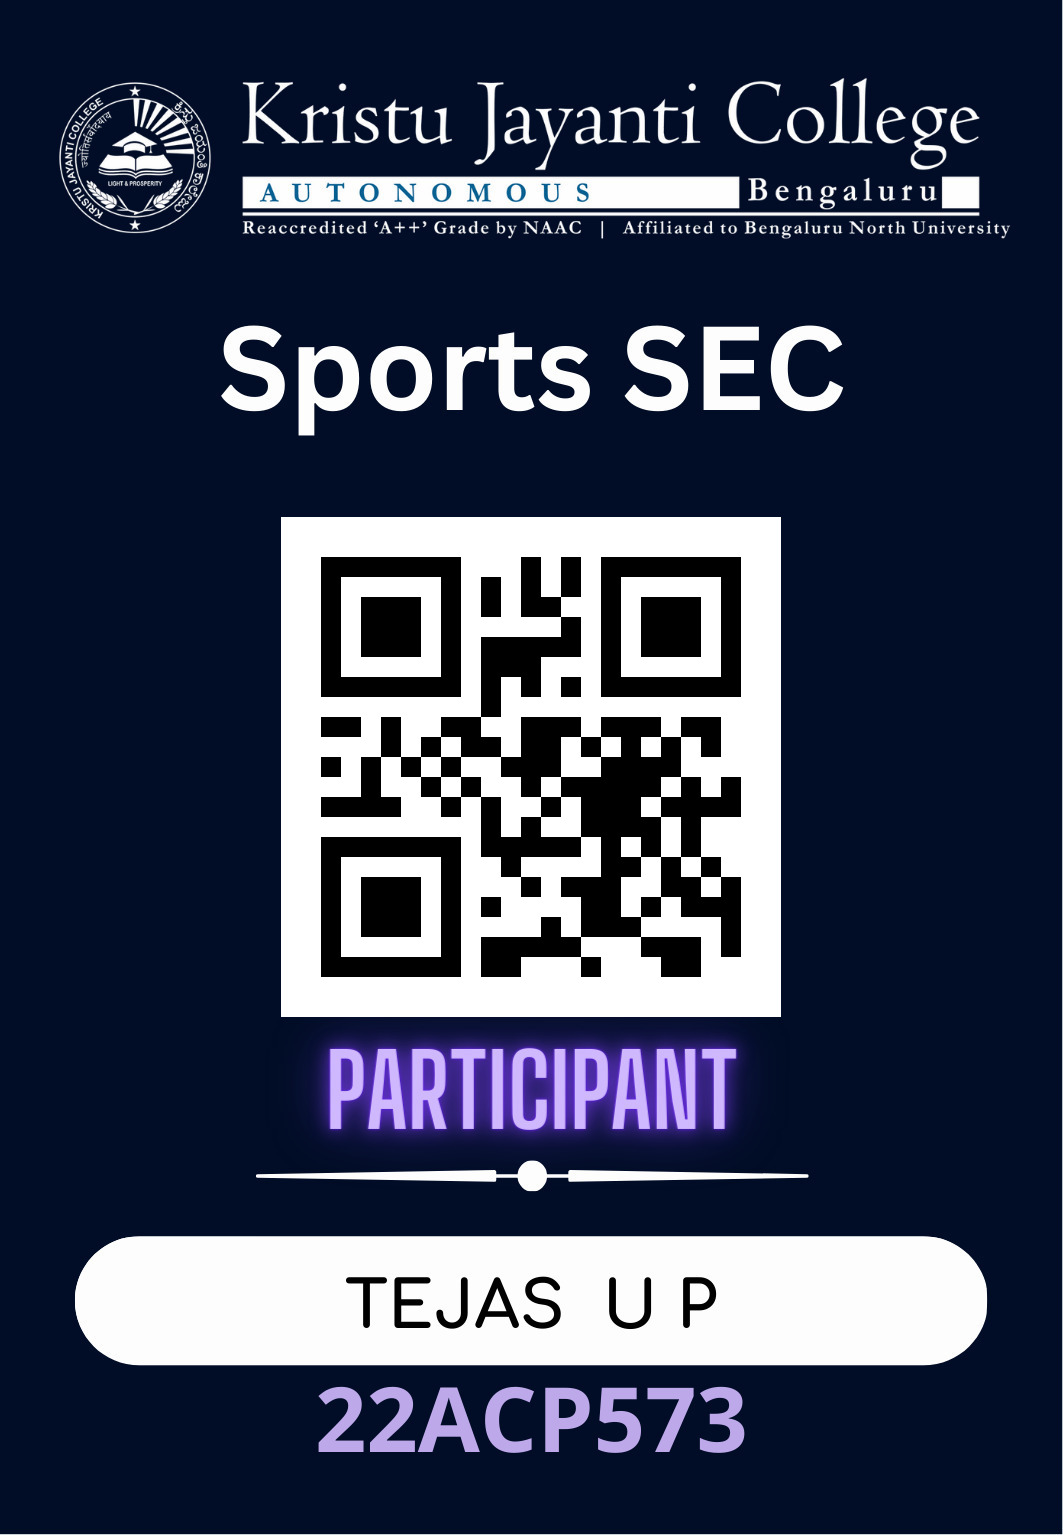 Kristu Jayanti College
AUTONOMOUS Bengaluru
Reaccredited ‘A++’ Grade by NAAC | Affiliated to Bengaluru North University
KRISTU JAYANTI COLLEGE
ಕ್ರಿಸ್ತು ಜಯಂತಿ ಕಾಲೇಜು
LIGHT & PROSPERITY
Sports SEC
PARTICIPANT
TEJAS U P
22ACP573